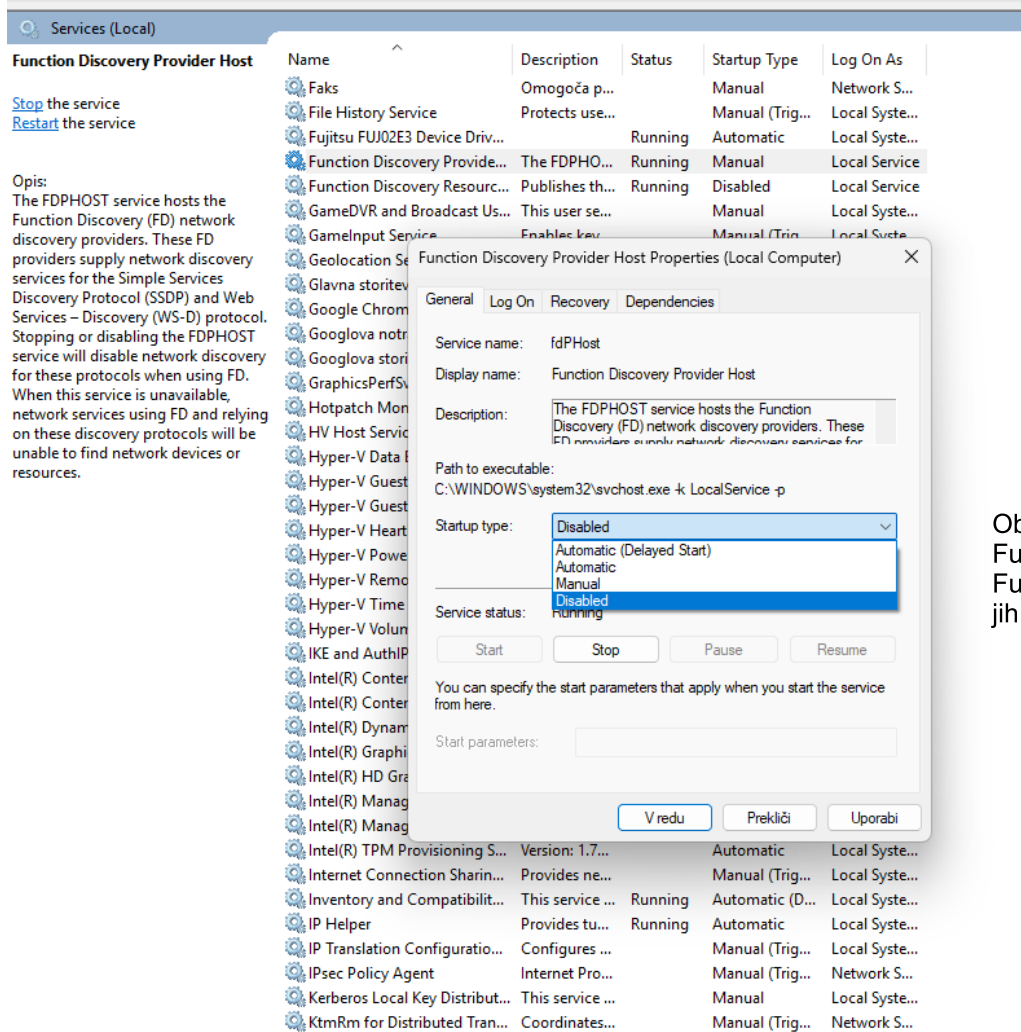 Services (Local)
Function Discovery Provider Host
Stop the service
Restart the service
Opis:
The FDPHOST service hosts the
Function Discovery (FD) network
discovery providers. These FD
providers supply network discovery
services for the Simple Services
Discovery Protocol (SSDP) and Web
Services – Discovery (WS-D) protocol.
Stopping or disabling the FDPHOST
service will disable network discovery
for these protocols when using FD.
When this service is unavailable,
network services using FD and relying
on these discovery protocols will be
unable to find network devices or
resources.
Name Description Status Startup Type Log On As
Faks Omogoča p... Manual Network S...
File History Service Protects use... Manual (Trig... Local Syste...
Fujitsu FUJ02E3 Device Driv... Running Automatic Local Syste...
Function Discovery Provide... The FDPHO... Running Manual Local Service
Function Discovery Resourc... Publishes th... Running Disabled Local Service
GameDVR and Broadcast Us... This user se... Manual Local Syste...
GameInput Service Enables key Manual (Trig Local Syste
Geolocation Se
Glavna storitev
Google Chrom
Googlova notr
Googlova stori
GraphicsPerfSv
Hotpatch Mon
HV Host Servic
Hyper-V Data E
Hyper-V Guest
Hyper-V Guest
Hyper-V Heart
Hyper-V Powe
Hyper-V Remo
Hyper-V Time
Hyper-V Volum
IKE and AuthIP
Intel(R) Conter
Intel(R) Conter
Intel(R) Dynam
Intel(R) Graphi
Intel(R) HD Gra
Intel(R) Manag
Intel(R) Manag
Intel(R) TPM Provisioning S... Version: 1.7... Automatic Local Syste...
Internet Connection Sharin... Provides ne... Manual (Trig... Local Syste...
Inventory and Compatibilit... This service ... Running Automatic (D... Local Syste...
IP Helper Provides tu... Running Automatic Local Syste...
IP Translation Configuratio... Configures ... Manual (Trig... Local Syste...
IPsec Policy Agent Internet Pro... Manual (Trig... Network S...
Kerberos Local Key Distribut... This service ... Manual Local Syste...
KtmRm for Distributed Tran... Coordinates... Manual (Trig... Network S...
Function Discovery Provider Host Properties (Local Computer)
General Log On Recovery Dependencies
Service name: fdPHost
Display name: Function Discovery Provider Host
Description: The FDPHOST service hosts the Function
Discovery (FD) network discovery providers. These
FD providers supply network discovery services for
Path to executable:
C:\WINDOWS\system32\svchost.exe -k LocalService -p
Startup type: Disabled
Automatic (Delayed Start)
Automatic
Manual
Disabled
Service status: Running
Start Stop Pause Resume
You can specify the start parameters that apply when you start the service
from here.
Start parameters:
V redu Prekliči Uporabi
Ob
Fu
Fu
jih